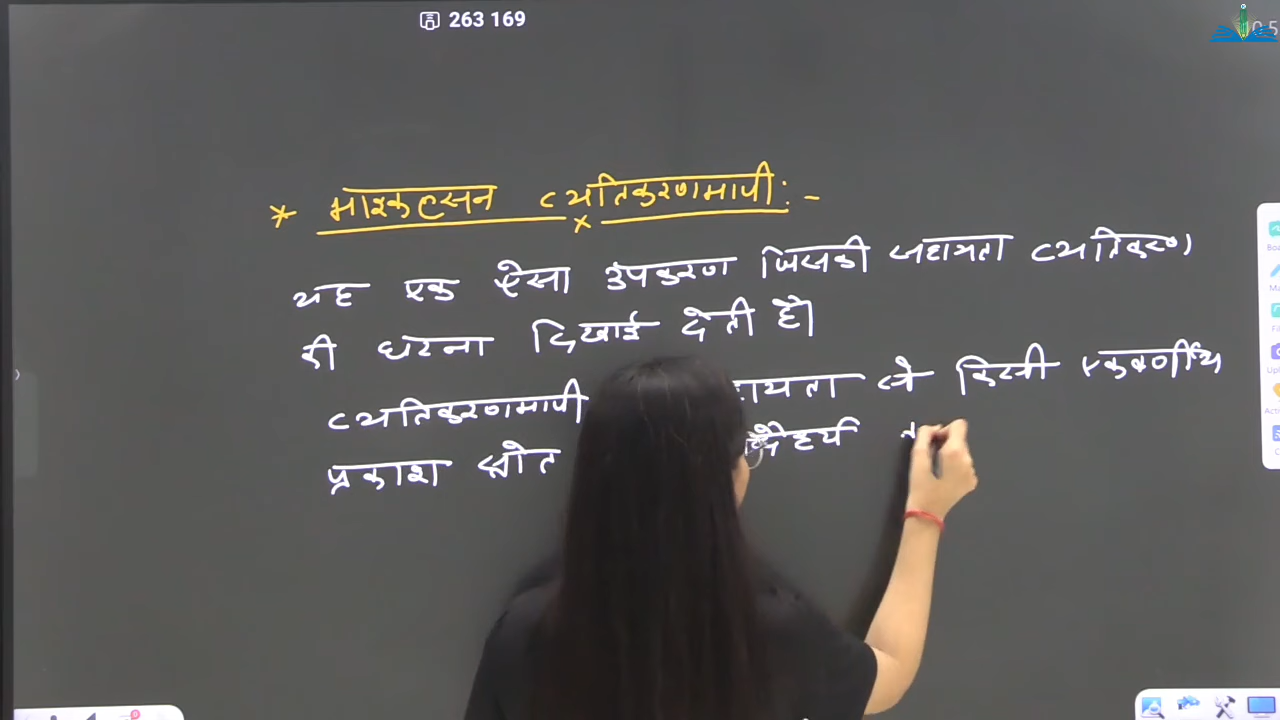 263 169
* माइकल्सन व्यतिकरणमापी : -
यह एक ऐसा उपकरण जिसकी सहायता व्यतिकरण
की घटना दिखाई देती है।
व्यतिकरणमापी सहायता से किसी एकवर्णीय
प्रकाश स्रोत